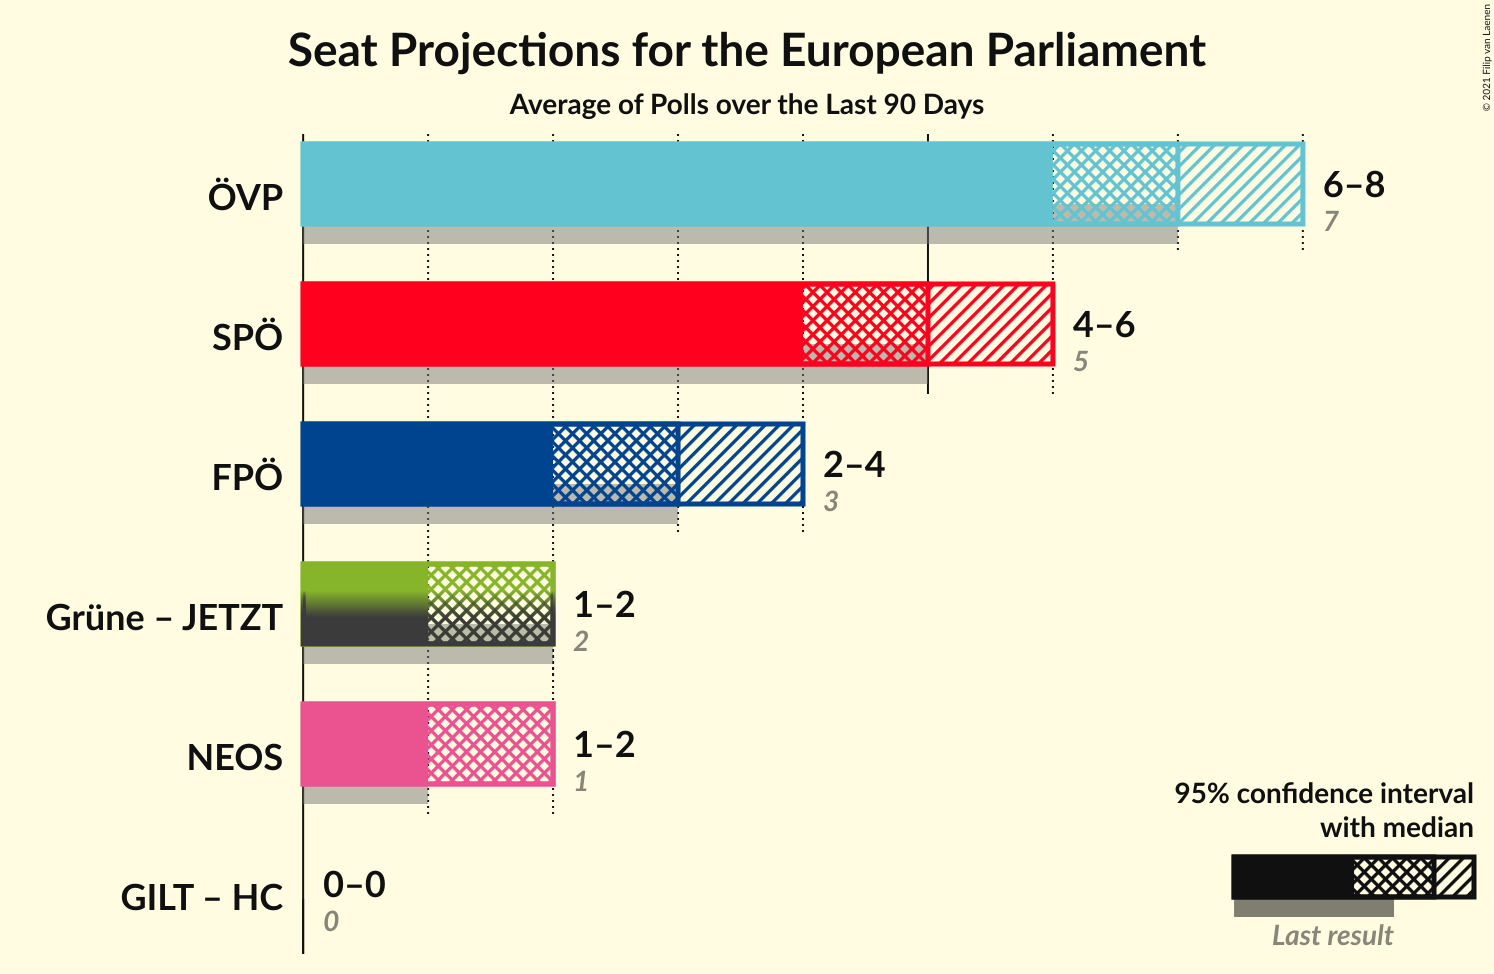 Seat Projections for the European Parliament
Average of Polls over the Last 90 Days
© 2021 Filip van Laenen
ÖVP
6–8
7
SPÖ
4–6
5
FPÖ
2–4
3
Grüne – JETZT
1–2
2
NEOS
1–2
1
GILT – HC
0–0
0
95% confidence interval
with median
Last result